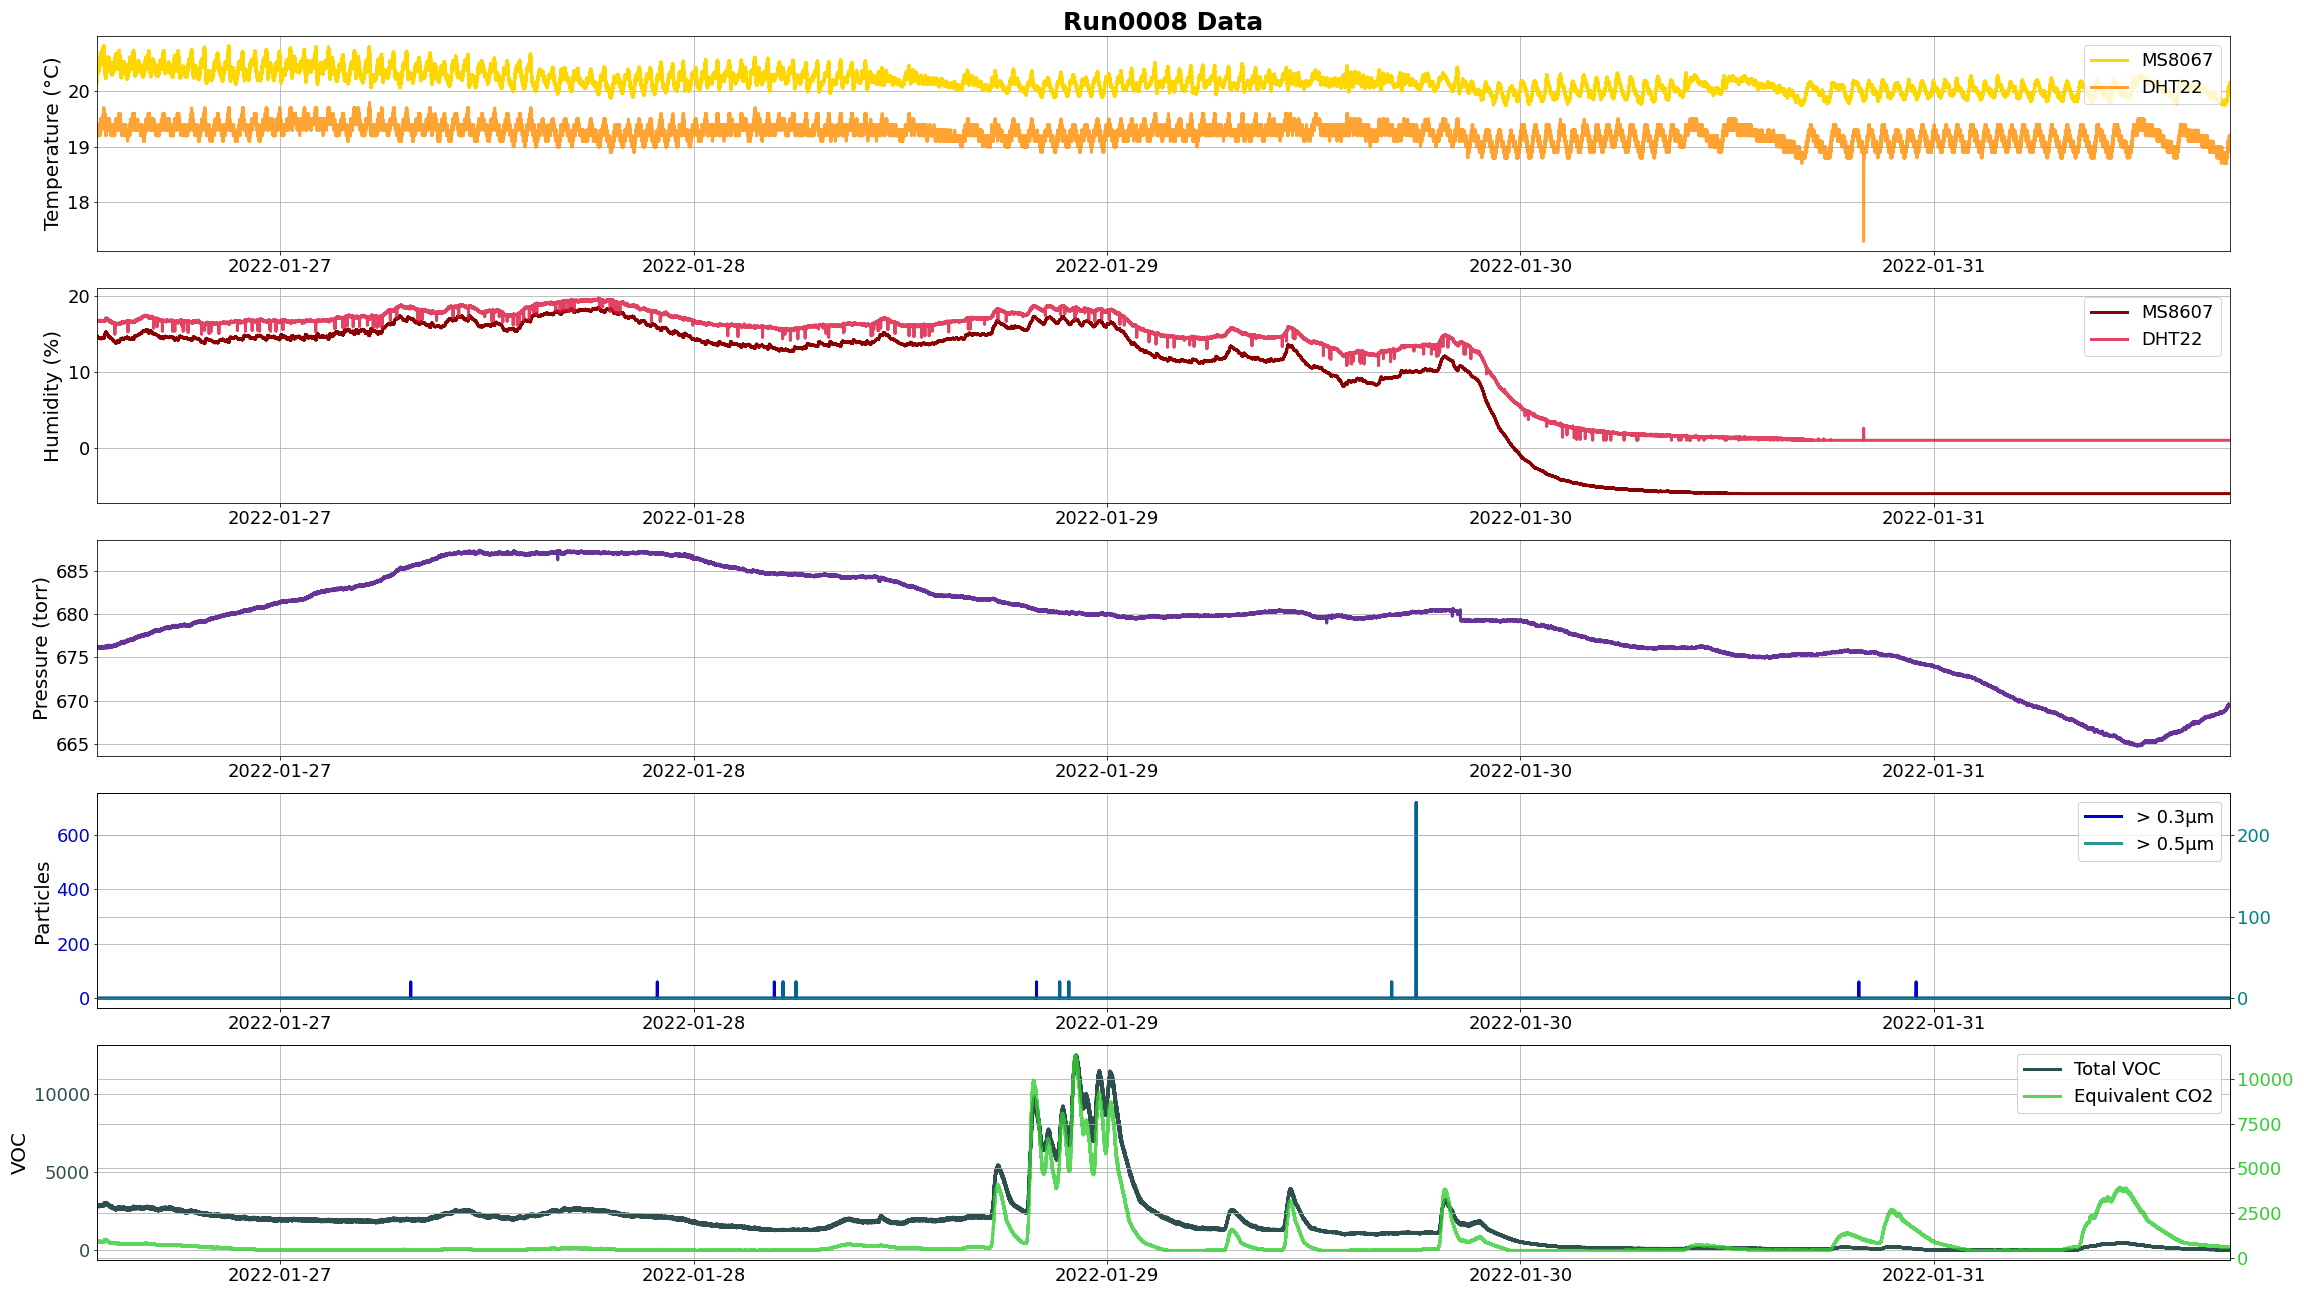 Run0008 Data
Temperature (°C)
20
19
18
MS8067
DHT22
2022-01-27 2022-01-28 2022-01-29 2022-01-30 2022-01-31
Humidity (%)
20
10
0
MS8607
DHT22
2022-01-27 2022-01-28 2022-01-29 2022-01-30 2022-01-31
Pressure (torr)
685
680
675
670
665
2022-01-27 2022-01-28 2022-01-29 2022-01-30 2022-01-31
Particles
600
400
200
0
> 0.3μm
> 0.5μm
200
100
0
2022-01-27 2022-01-28 2022-01-29 2022-01-30 2022-01-31
VOC
10000
5000
0
Total VOC
Equivalent CO2
10000
7500
5000
2500
0
2022-01-27 2022-01-28 2022-01-29 2022-01-30 2022-01-31